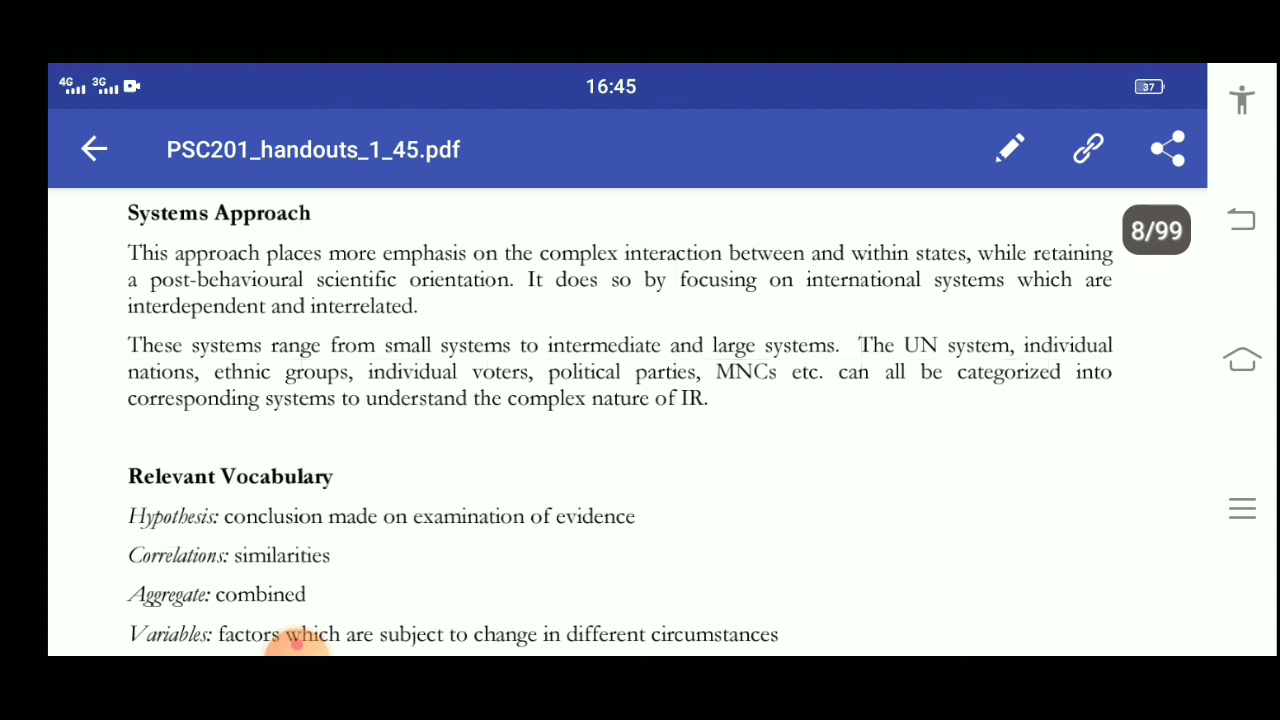 4G 3G 16:45 37
PSC201_handouts_1_45.pdf
Systems Approach
8/99
This approach places more emphasis on the complex interaction between and within states, while retaining
a post-behavioural scientific orientation. It does so by focusing on international systems which are
interdependent and interrelated.
These systems range from small systems to intermediate and large systems. The UN system, individual
nations, ethnic groups, individual voters, political parties, MNCs etc. can all be categorized into
corresponding systems to understand the complex nature of IR.
Relevant Vocabulary
Hypothesis: conclusion made on examination of evidence
Correlations: similarities
Aggregate: combined
Variables: factors which are subject to change in different circumstances